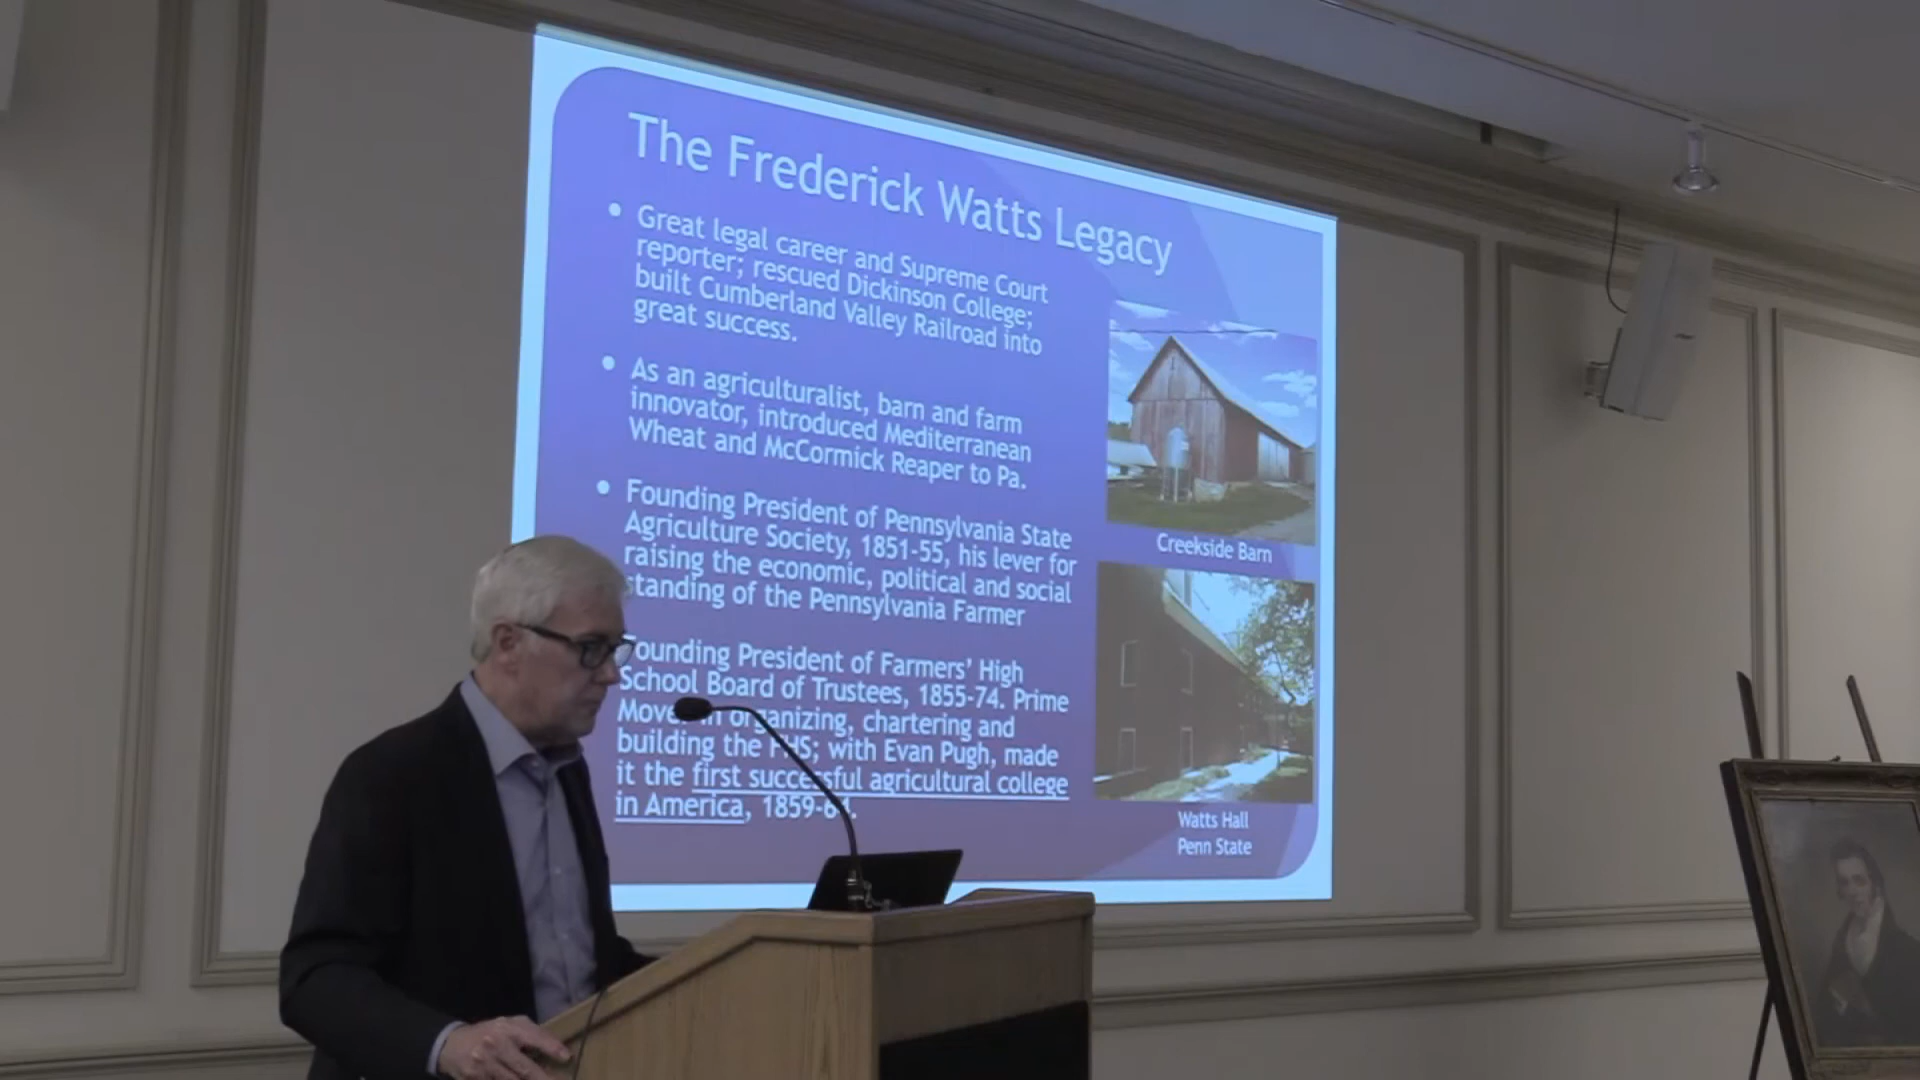 The Frederick Watts Legacy
• Great legal career and Supreme Court
reporter; rescued Dickinson College;
built Cumberland Valley Railroad into
great success.
• As an agriculturalist, barn and farm
innovator, introduced Mediterranean
Wheat and McCormick Reaper to Pa.
• Founding President of Pennsylvania State
Agriculture Society, 1851-55, his lever for
raising the economic, political and social
standing of the Pennsylvania Farmer
Founding President of Farmers' High
School Board of Trustees, 1855-74. Prime
Mover in organizing, chartering and
building the FHS; with Evan Pugh, made
it the first successful agricultural college
in America,
Creekside Barn
Watts Hall
Penn State